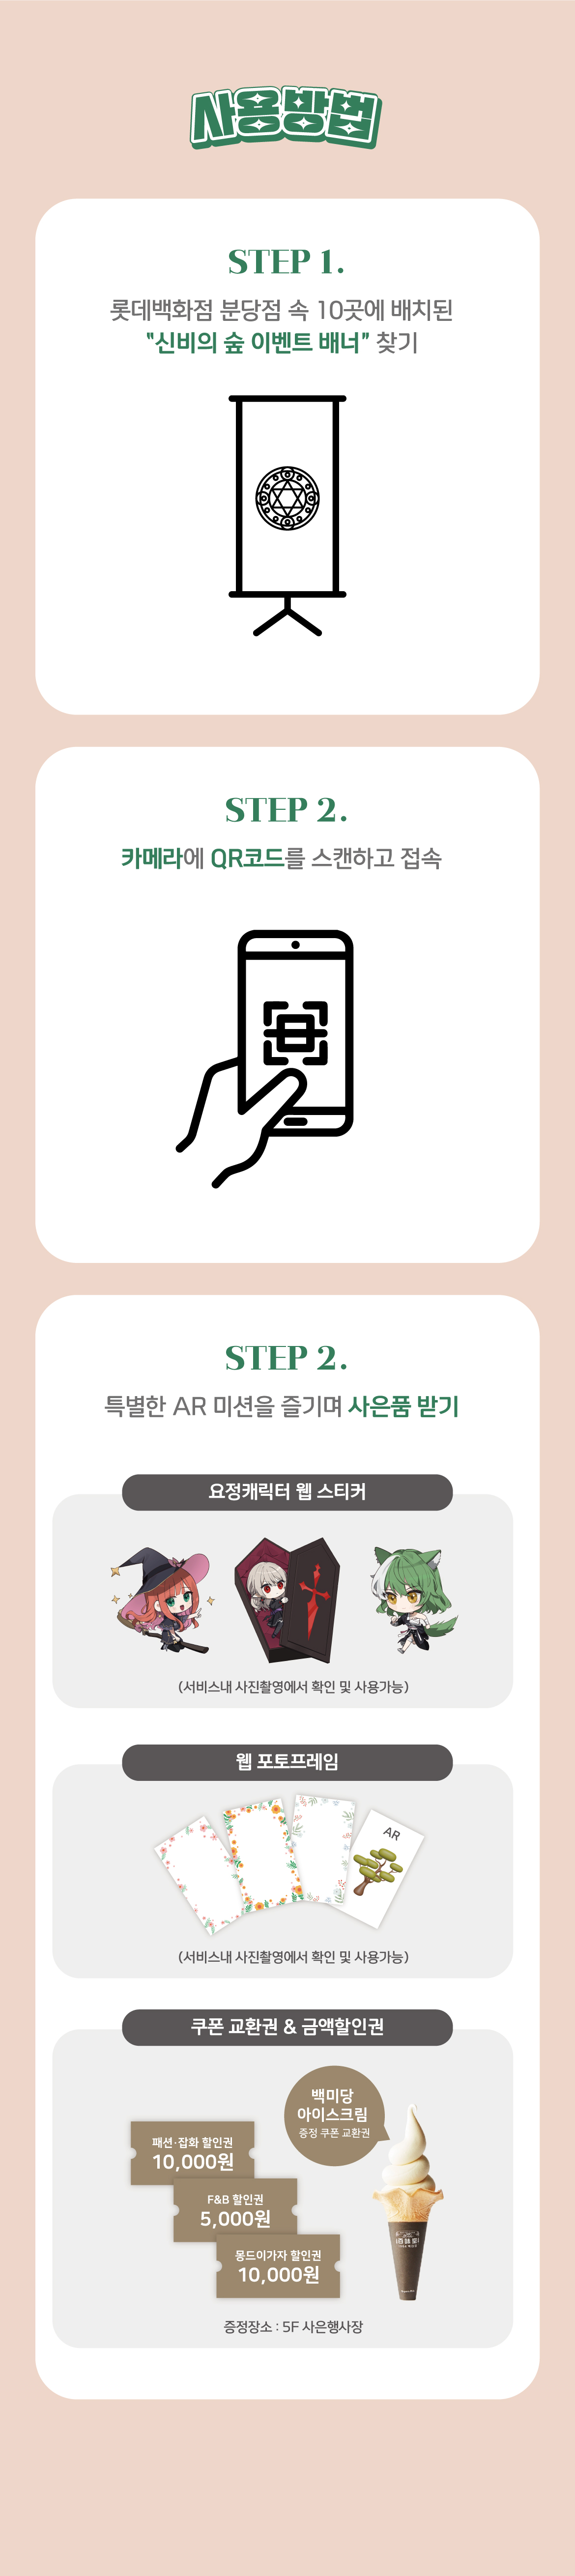 사용방법
STEP 1.
롯데백화점 분당점 속 10곳에 배치된
“신비의 숲 이벤트 배너” 찾기
STEP 2.
카메라에 QR코드를 스캔하고 접속
STEP 2.
특별한 AR 미션을 즐기며 사은품 받기
요정캐릭터 웹 스티커
(서비스내 사진촬영에서 확인 및 사용가능)
웹 포토프레임
AR
(서비스내 사진촬영에서 확인 및 사용가능)
쿠폰 교환권 & 금액할인권
백미당
아이스크림
증정 쿠폰 교환권
패션·잡화 할인권
10,000원
F&B 할인권
5,000원
몽드이가자 할인권
10,000원
증정장소 : 5F 사은행사장